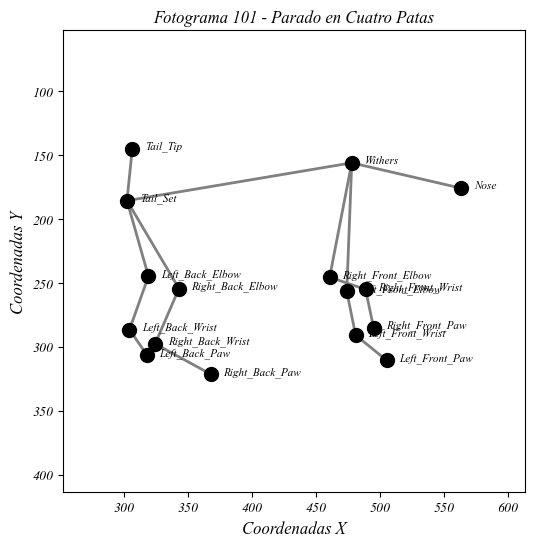 Fotograma 101 - Parado en Cuatro Patas
100
150
200
250
300
350
400
Coordenadas Y
Tail_Tip
Withers
Nose
Tail_Set
Left_Back_Elbow
Right_Front_Elbow
Right_Back_Elbow
Right_Front_Wrist
Left_Front_Elbow
Left_Back_Wrist
Right_Front_Paw
Left_Front_Wrist
Right_Back_Wrist
Left_Back_Paw
Left_Front_Paw
Right_Back_Paw
300
350
400
450
500
550
600
Coordenadas X